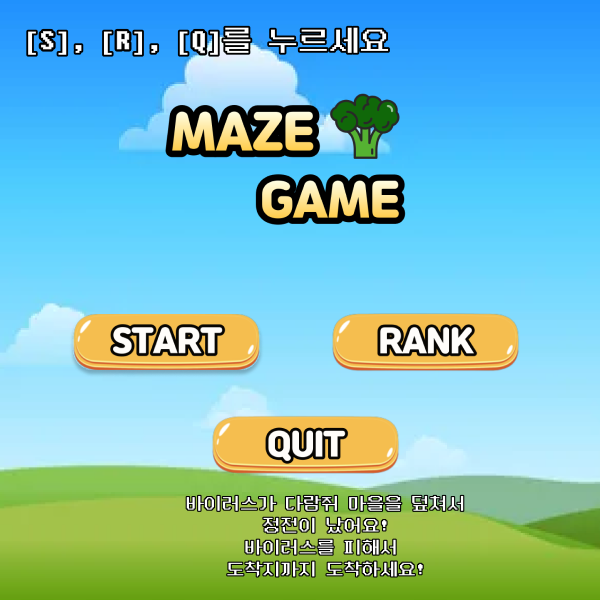 [S], [R], [Q]를 누르세요
MAZE
GAME
START
RANK
QUIT
바이러스가 다람쥐 마을을 덮쳐서
정전이 났어요!
바이러스를 피해서
도착지까지 도착하세요!